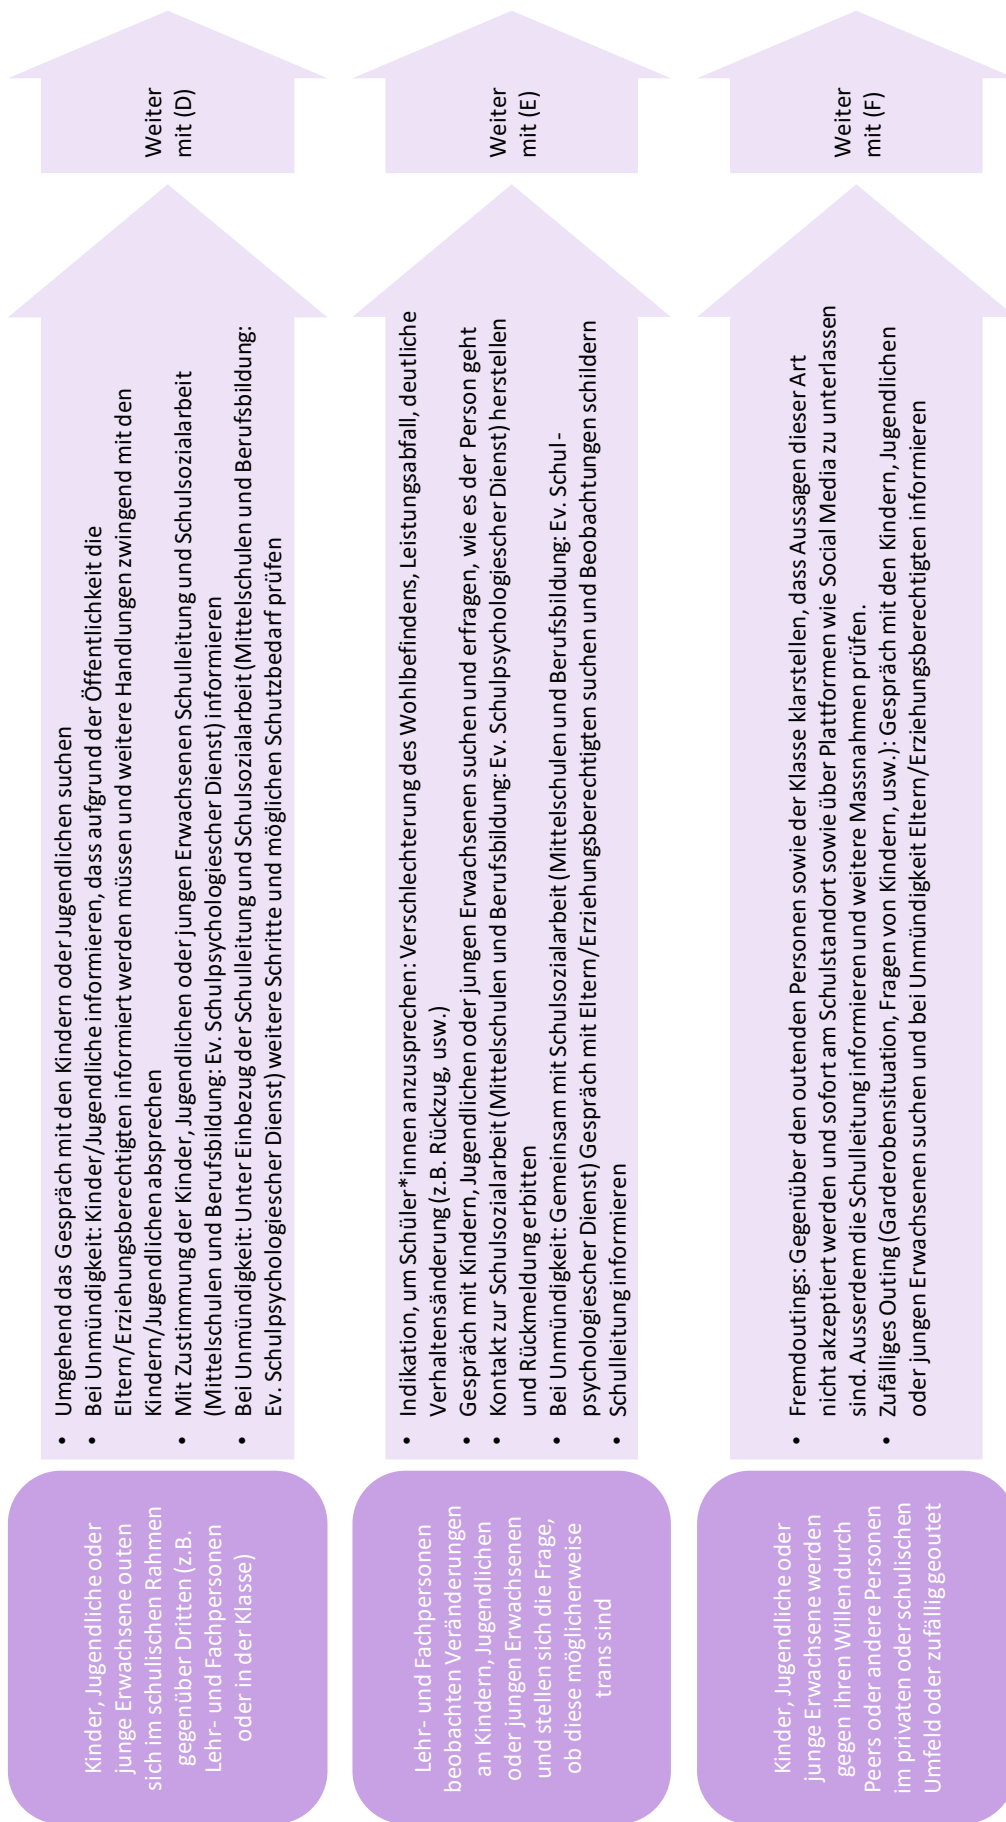 Kinder, Jugendliche oder
junge Erwachsene outen
sich im schulischen Rahmen
gegenüber Dritten (z.B.
Lehr- und Fachpersonen
oder in der Klasse)
• Umgehend das Gespräch mit den Kindern oder Jugendlichen suchen
• Bei Unmündigkeit: Kinder/Jugendliche informieren, dass aufgrund der Öffentlichkeit die
Eltern/Erziehungsberechtigten informiert werden müssen und weitere Handlungen zwingend mit den
Kindern/Jugendlichen absprechen
• Mit Zustimmung der Kinder, Jugendlichen oder jungen Erwachsenen Schulleitung und Schulsozialarbeit
(Mittelschulen und Berufsbildung: Ev. Schulpsychologiescher Dienst) informieren
• Bei Unmündigkeit: Unter Einbezug der Schulleitung und Schulsozialarbeit (Mittelschulen und Berufsbildung:
Ev. Schulpsychologiescher Dienst) weitere Schritte und möglichen Schutzbedarf prüfen
Weiter
mit (D)
Lehr- und Fachpersonen
beobachten Veränderungen
an Kindern, Jugendlichen
oder jungen Erwachsenen
und stellen sich die Frage,
ob diese möglicherweise
trans sind
• Indikation, um Schüler*innen anzusprechen: Verschlechterung des Wohlbefindens, Leistungsabfall, deutliche
Verhaltensänderung (z.B. Rückzug, usw.)
• Gespräch mit Kindern, Jugendlichen oder jungen Erwachsenen suchen und erfragen, wie es der Person geht
• Kontakt zur Schulsozialarbeit (Mittelschulen und Berufsbildung: Ev. Schulpsychologiescher Dienst) herstellen
und Rückmeldung erbitten
• Bei Unmündigkeit: Gemeinsam mit Schulsozialarbeit (Mittelschulen und Berufsbildung: Ev. Schul-
psychologiescher Dienst) Gespräch mit Eltern/Erziehungsberechtigten suchen und Beobachtungen schildern
• Schulleitung informieren
Weiter
mit (E)
Kinder, Jugendliche oder
junge Erwachsene werden
gegen ihren Willen durch
Peers oder andere Personen
im privaten oder schulischen
Umfeld oder zufällig geoutet
• Fremdoutings: Gegenüber den outenden Personen sowie der Klasse klarstellen, dass Aussagen dieser Art
nicht akzeptiert werden und sofort am Schulstandort sowie über Plattformen wie Social Media zu unterlassen
sind. Ausserdem die Schulleitung informieren und weitere Massnahmen prüfen.
• Zufälliges Outing (Garderobensituation, Fragen von Kindern, usw.): Gespräch mit den Kindern, Jugendlichen
oder jungen Erwachsenen suchen und bei Unmündigkeit Eltern/Erziehungsberechtigten informieren
Weiter
mit (F)